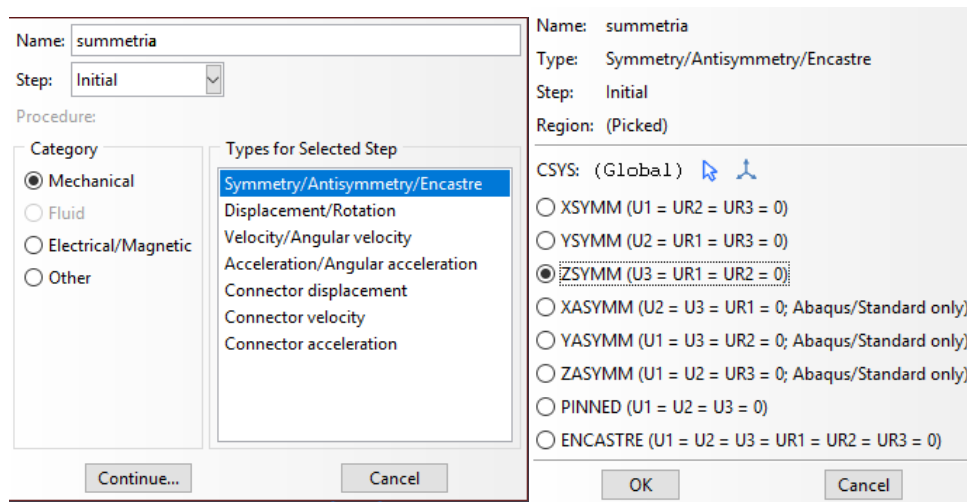 Name: summetria
Step: Initial
Procedure:
Category
Mechanical
Fluid
Electrical/Magnetic
Other
Types for Selected Step
Symmetry/Antisymmetry/Encastre
Displacement/Rotation
Velocity/Angular velocity
Acceleration/Angular acceleration
Connector displacement
Connector velocity
Connector acceleration
Continue...
Cancel
Name: summetria
Type: Symmetry/Antisymmetry/Encastre
Step: Initial
Region: (Picked)
CSYS: (Global)
XSYMM (U1 = UR2 = UR3 = 0)
YSYMM (U2 = UR1 = UR3 = 0)
ZSYMM (U3 = UR1 = UR2 = 0)
XASYMM (U2 = U3 = UR1 = 0; Abaqus/Standard only)
YASYMM (U1 = U3 = UR2 = 0; Abaqus/Standard only)
ZASYMM (U1 = U2 = UR3 = 0; Abaqus/Standard only)
PINNED (U1 = U2 = U3 = 0)
ENCASTRE (U1 = U2 = U3 = UR1 = UR2 = UR3 = 0)
OK
Cancel